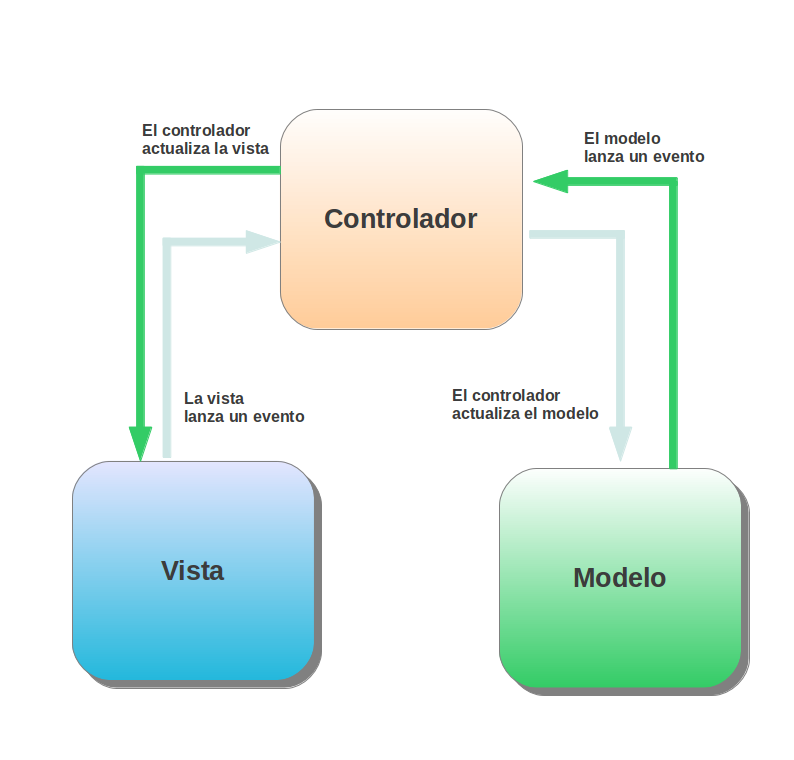 El controlador
actualiza la vista
El modelo
lanza un evento
Controlador
La vista
lanza un evento
El controlador
actualiza el modelo
Vista
Modelo